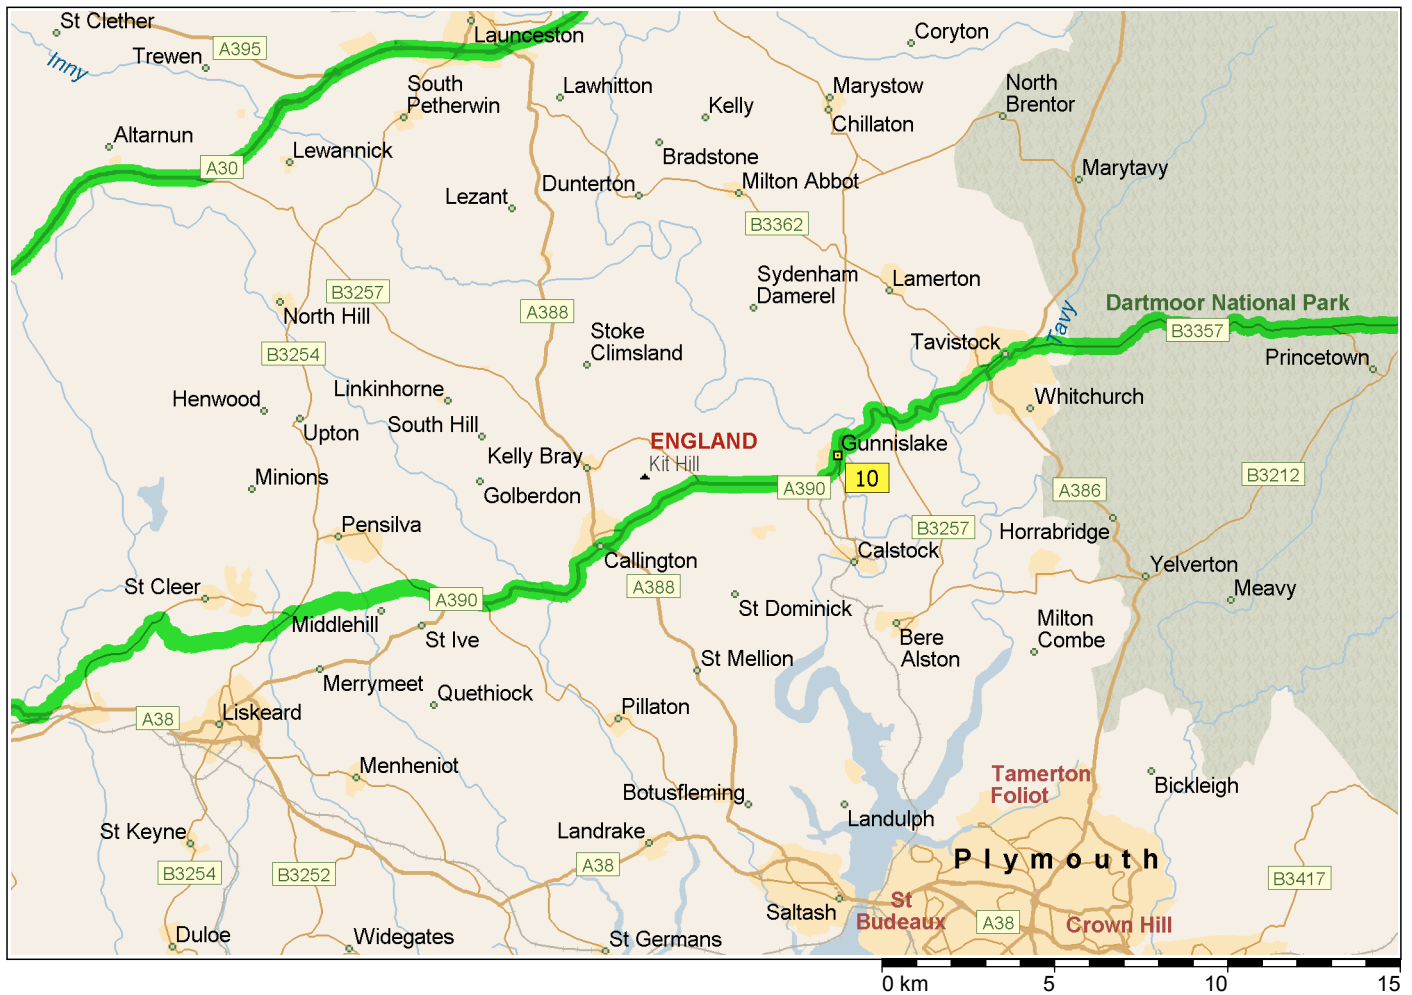 St Clether
Launceston
Coryton
A395
Trewen
Inny
South
Petherwin
Lawhitton
Kelly
Marystow
Chillaton
North
Brentor
Altarnun
Lewannick
Bradstone
A30
Marytavy
Lezant
Dunterton
Milton Abbot
B3362
Sydenham
Damerel
Lamerton
B3257
North Hill
A388
Dartmoor National Park
Tavy
B3357
Stoke
Climsland
Tavistock
Princetown
B3254
Linkinhorne
Henwood
Upton
South Hill
Whitchurch
ENGLAND
Kit Hill
Gunnislake
Kelly Bray
10
Minions
Golberdon
A390
A386
B3212
Pensilva
B3257
Horrabridge
Callington
Calstock
Yelverton
St Cleer
A390
A388
Meavy
Middlehill
St Ive
St Dominick
Bere
Alston
Milton
Combe
Merrymeet
Quethiock
St Mellion
A38
Liskeard
Pillaton
Menheniot
Tamerton
Foliot
Bickleigh
Botusfleming
Landulph
St Keyne
Landrake
Plymouth
B3254
B3252
A38
B3417
Saltash
St
Budeaux
A38
Crown Hill
Duloe
Widegates
St Germans
0 km
5
10
15